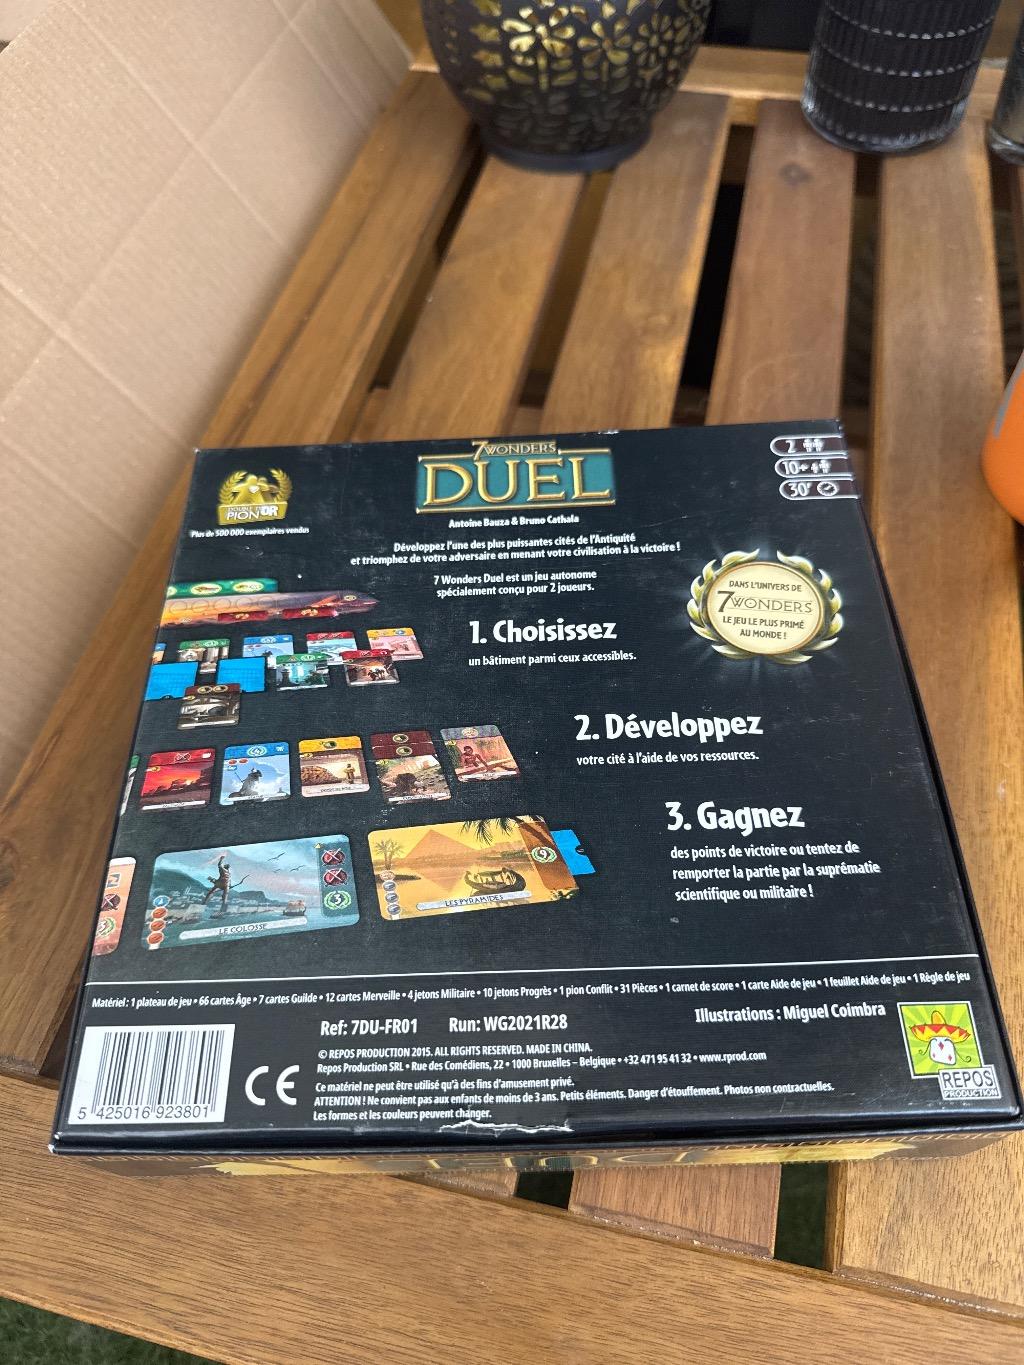 7 WONDERS
DUEL
Antoine Bauza & Bruno Cathala
2
10+
30'
DOUBLE
PION D'OR
Plus de 500 000 exemplaires vendus
Développez l'une des plus puissantes cités de l'Antiquité
et triomphez de votre adversaire en menant votre civilisation à la victoire !
7 Wonders Duel est un jeu autonome
spécialement conçu pour 2 joueurs.
DANS L'UNIVERS DE
7 WONDERS
LE JEU LE PLUS PRIMÉ
AU MONDE !
1. Choisissez
un bâtiment parmi ceux accessibles.
2. Développez
votre cité à l'aide de vos ressources.
3. Gagnez
des points de victoire ou tentez de
remporter la partie par la suprématie
scientifique ou militaire !
3
LE COLOSSE
3
LES PYRAMIDES
9
Matériel : 1 plateau de jeu • 66 cartes Âge • 7 cartes Guilde • 12 cartes Merveille • 4 jetons Militaire • 10 jetons Progrès • 1 pion Conflit • 31 Pièces • 1 carnet de score • 1 carte Aide de jeu • 1 feuillet Aide de jeu • 1 Règle de jeu
Ref: 7DU-FR01 Run: WG2021R28
Illustrations : Miguel Coimbra
© REPOS PRODUCTION 2015. ALL RIGHTS RESERVED. MADE IN CHINA.
Repos Production SRL • Rue des Comédiens, 22 • 1000 Bruxelles – Belgique • +32 471 95 41 32 • www.rprod.com
Ce matériel ne peut être utilisé qu'à des fins d'amusement privé.
ATTENTION ! Ne convient pas aux enfants de moins de 3 ans. Petits éléments. Danger d'étouffement. Photos non contractuelles.
Les formes et les couleurs peuvent changer.
CE
5 425016 923801
REPOS
PRODUCTION